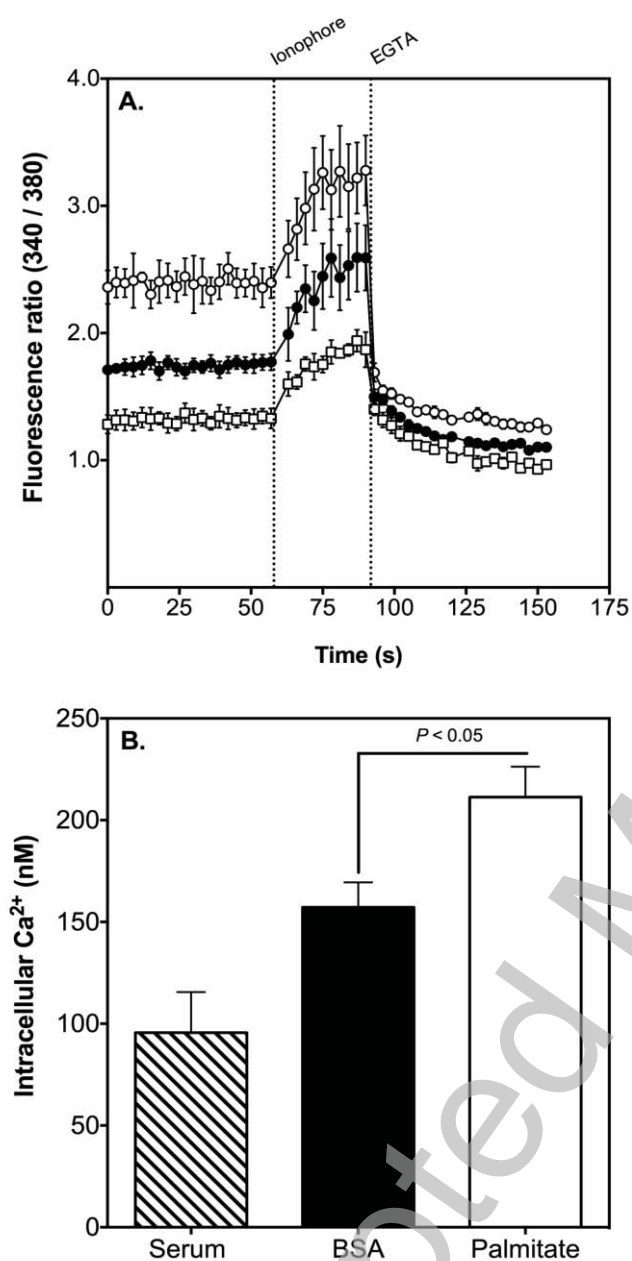 Ionophore
EGTA
4.0
A.
3.0
2.0
1.0
Fluorescence ratio (340 / 380)
0 25 50 75 100 125 150 175
Time (s)
250
B.
P < 0.05
200
150
100
50
0
Intracellular Ca²⁺ (nM)
Serum BSA Palmitate
pted M